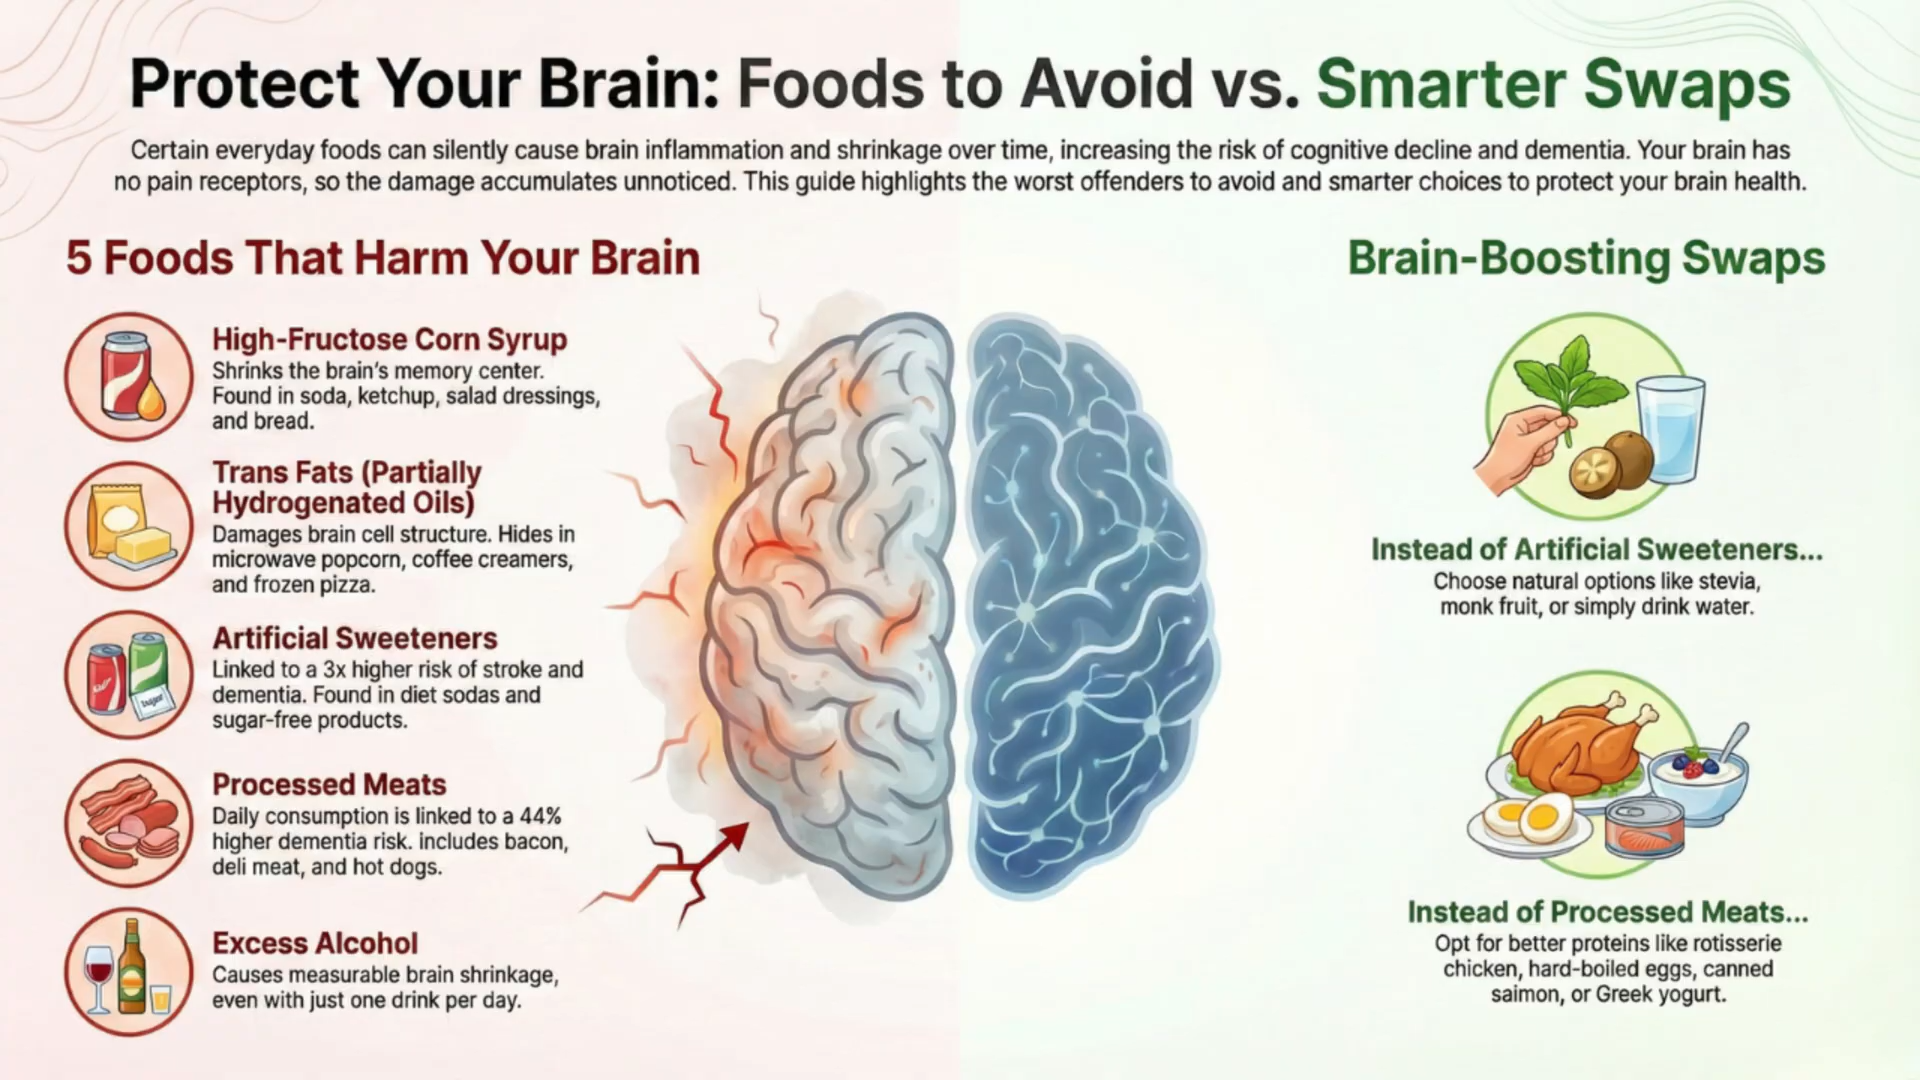 Protect Your Brain: Foods to Avoid vs. Smarter Swaps
Certain everyday foods can silently cause brain inflammation and shrinkage over time, increasing the risk of cognitive decline and dementia. Your brain has
no pain receptors, so the damage accumulates unnoticed. This guide highlights the worst offenders to avoid and smarter choices to protect your brain health.
5 Foods That Harm Your Brain
High-Fructose Corn Syrup
Shrinks the brain's memory center.
Found in soda, ketchup, salad dressings,
and bread.
Trans Fats (Partially
Hydrogenated Oils)
Damages brain cell structure. Hides in
microwave popcorn, coffee creamers,
and frozen pizza.
Artificial Sweeteners
Linked to a 3x higher risk of stroke and
dementia. Found in diet sodas and
sugar-free products.
Processed Meats
Daily consumption is linked to a 44%
higher dementia risk. includes bacon,
deli meat, and hot dogs.
Excess Alcohol
Causes measurable brain shrinkage,
even with just one drink per day.
Brain-Boosting Swaps
Instead of Artificial Sweeteners...
Choose natural options like stevia,
monk fruit, or simply drink water.
Instead of Processed Meats...
Opt for better proteins like rotisserie
chicken, hard-boiled eggs, canned
saimon, or Greek yogurt.